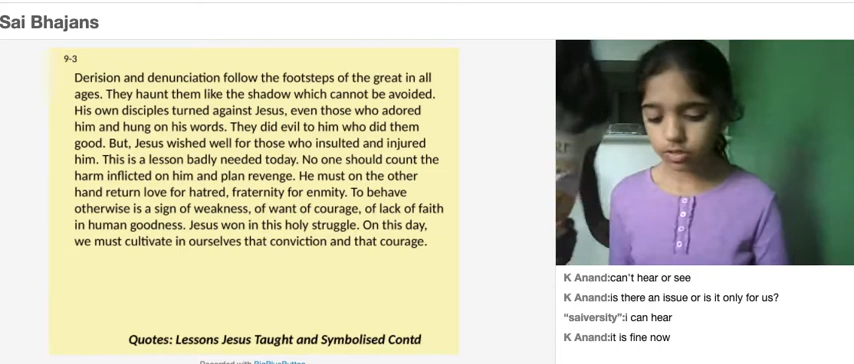 Sai Bhajans
9-3
Derision and denunciation follow the footsteps of the great in all
ages. They haunt them like the shadow which cannot be avoided.
His own disciples turned against Jesus, even those who adored
him and hung on his words. They did evil to him who did them
good. But, Jesus wished well for those who insulted and injured
him. This is a lesson badly needed today. No one should count the
harm inflicted on him and plan revenge. He must on the other
hand return love for hatred, fraternity for enmity. To behave
otherwise is a sign of weakness, of want of courage, of lack of faith
in human goodness. Jesus won in this holy struggle. On this day,
we must cultivate in ourselves that conviction and that courage.
Quotes: Lessons Jesus Taught and Symbolised Contd
Recorded with BigBlueButton
K Anand:can't hear or see
K Anand:is there an issue or is it only for us?
“saiversity”:i can hear
K Anand:it is fine now